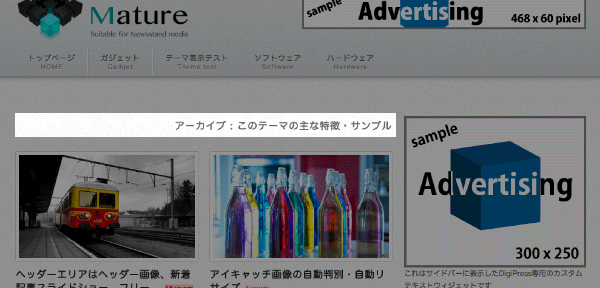 Mature
Suitable for Newsstand media
sample
Advertising
468 x 60 pixel
トップページ
HOME
ガジェット
Gadget
テーマ表示テスト
Theme test
ソフトウェア
Software
ハードウェア
Hardware
アーカイブ : このテーマの主な特徴・サンプル
sample
Advertising
300 x 250
ヘッダーエリアはヘッダー画像、新着
記事スライドショー、フリー
アイキャッチ画像の自動判別・自動リ
サイズ
これはサイドバーに表示したDigiPress専用のカスタム
テキストウィジェットです